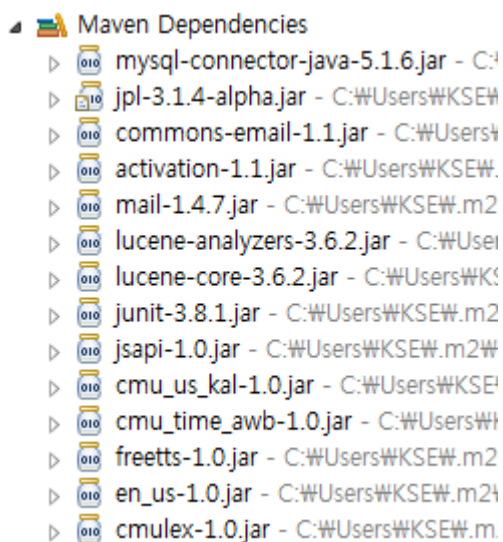 Maven Dependencies
mysql-connector-java-5.1.6.jar - C:₩
jpl-3.1.4-alpha.jar - C:₩Users₩KSE₩
commons-email-1.1.jar - C:₩Users₩
activation-1.1.jar - C:₩Users₩KSE₩.
mail-1.4.7.jar - C:₩Users₩KSE₩.m2
lucene-analyzers-3.6.2.jar - C:₩User
lucene-core-3.6.2.jar - C:₩Users₩KS
junit-3.8.1.jar - C:₩Users₩KSE₩.m2
jsapi-1.0.jar - C:₩Users₩KSE₩.m2₩
cmu_us_kal-1.0.jar - C:₩Users₩KSE₩
cmu_time_awb-1.0.jar - C:₩Users₩K
freetts-1.0.jar - C:₩Users₩KSE₩.m2
en_us-1.0.jar - C:₩Users₩KSE₩.m2₩
cmulex-1.0.jar - C:₩Users₩KSE₩.m